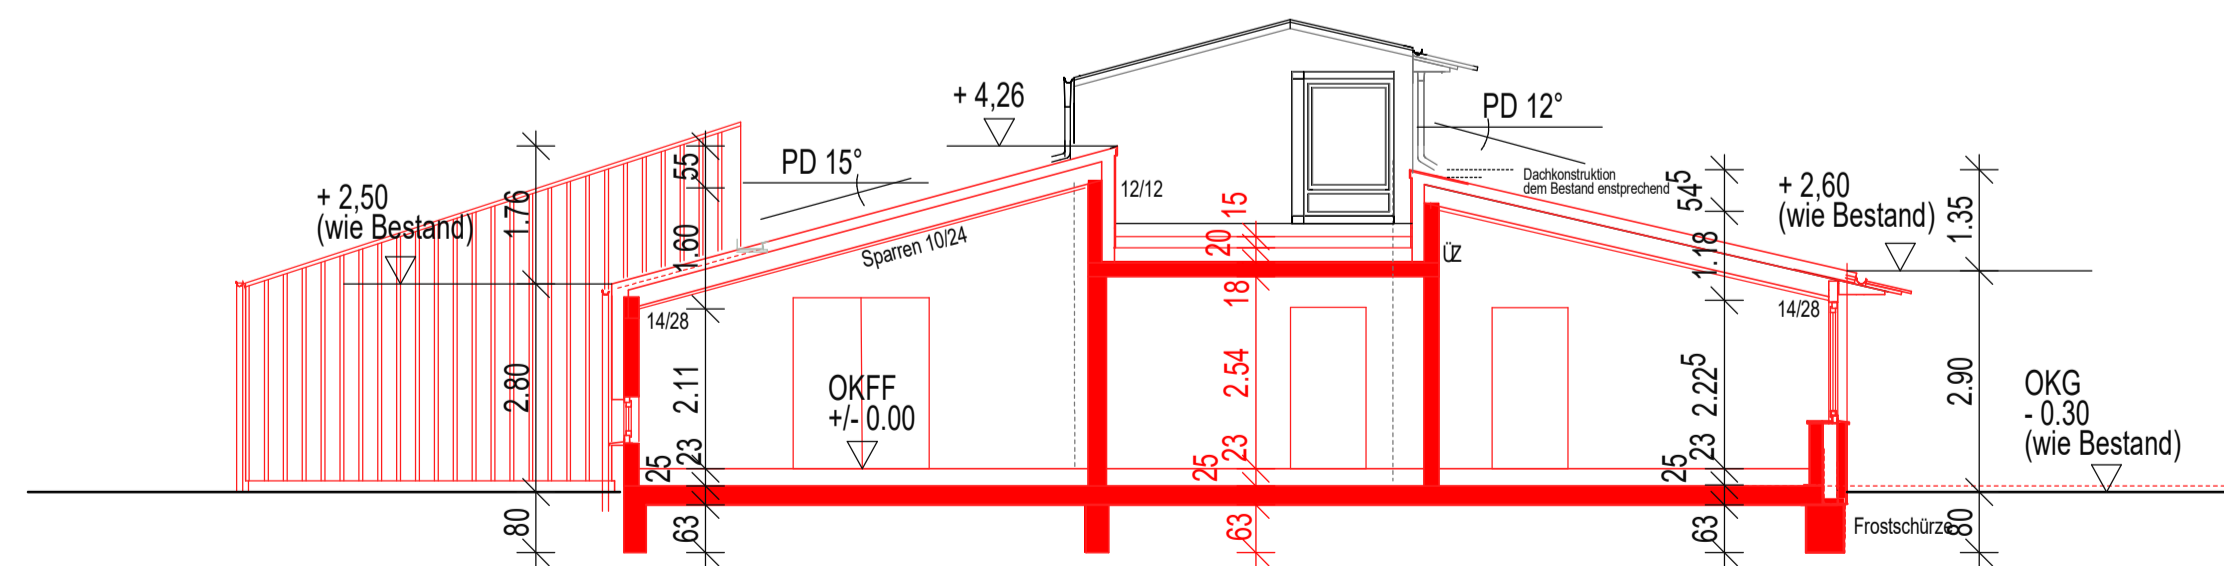 + 4,26
PD 12°
PD 15°
+ 2,50
(wie Bestand)
1.76
55
1.60
12/12
Sparren 10/24
15
20
18
ÜZ
Dachkonstruktion
dem Bestand enstprechend
54⁵
1.18
+ 2,60
(wie Bestand)
1.35
14/28
14/28
2.80
2.11
OKFF
+/- 0.00
2.54
2.22⁵
2.90
OKG
- 0.30
(wie Bestand)
25
23
25
23
25
23
80
63
63
63
Frostschürze
80